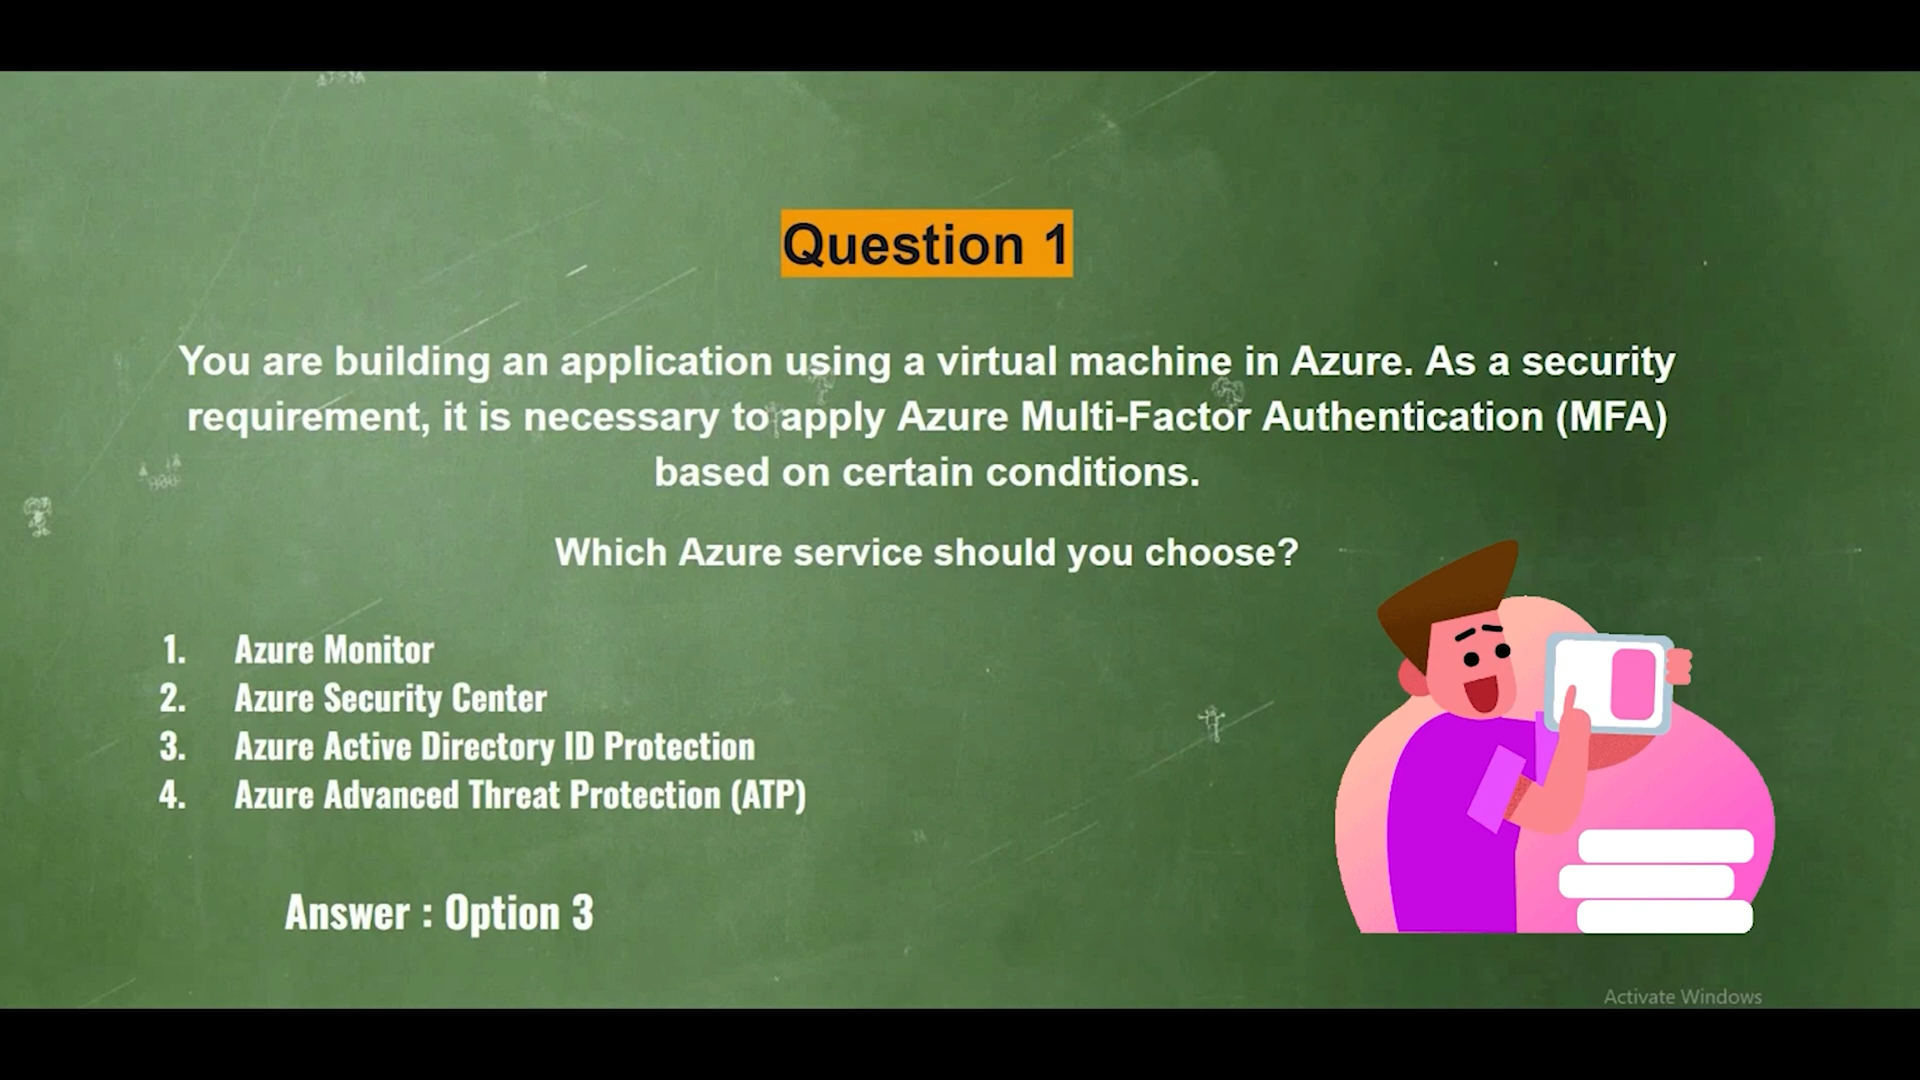 Question 1
You are building an application using a virtual machine in Azure. As a security
requirement, it is necessary to apply Azure Multi-Factor Authentication (MFA)
based on certain conditions.
Which Azure service should you choose?
1. Azure Monitor
2. Azure Security Center
3. Azure Active Directory ID Protection
4. Azure Advanced Threat Protection (ATP)
Answer : Option 3
Activate Windows